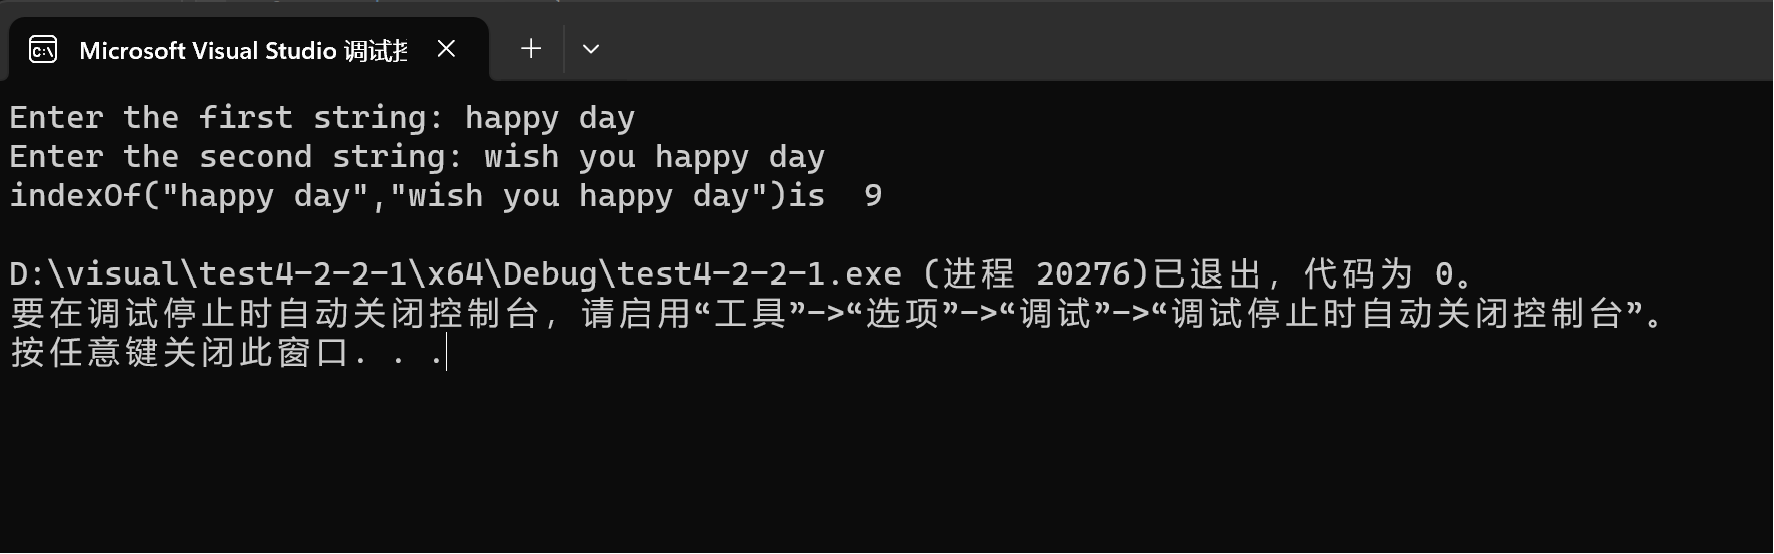 Microsoft Visual Studio 调试控
Enter the first string: happy day
Enter the second string: wish you happy day
indexOf("happy day","wish you happy day")is  9
D:\visual\test4-2-2-1\x64\Debug\test4-2-2-1.exe (进程 20276)已退出，代码为 0。
要在调试停止时自动关闭控制台，请启用“工具”->“选项”->“调试”->“调试停止时自动关闭控制台”。
按任意键关闭此窗口. . .